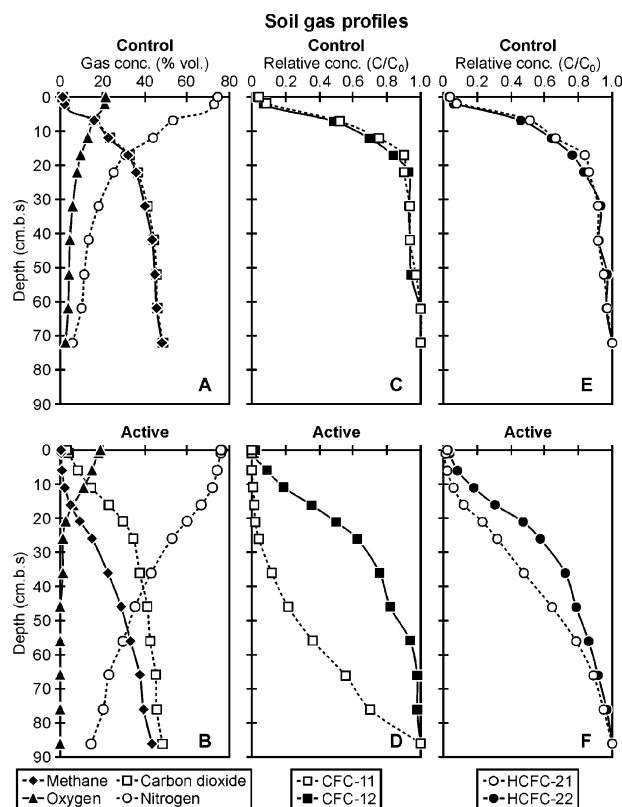 Soil gas profiles
Control Control Control
Gas conc. (% vol.) Relative conc. (C/C0) Relative conc. (C/C0)
0 20 40 60 80 0 0.2 0.4 0.6 0.8 1.0 0 0.2 0.4 0.6 0.8 1.0
0
10
20
30
40
50
60
70
80
90
Depth (cm.b.s)
A C E
Active Active Active
0
10
20
30
40
50
60
70
80
90
Depth (cm.b.s)
B D F
Methane Carbon dioxide CFC-11 HCFC-21
Oxygen Nitrogen CFC-12 HCFC-22